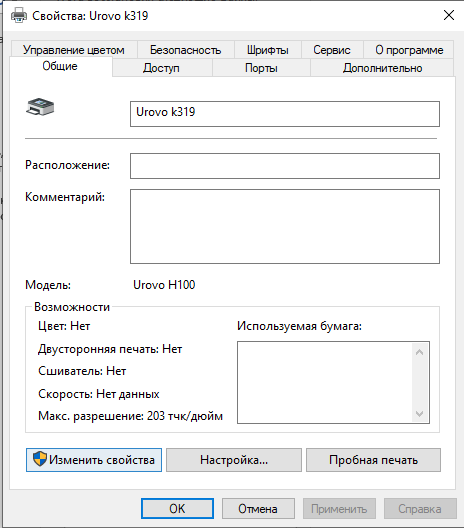 Свойства: Urovo k319
Управление цветом Безопасность Шрифты Сервис О программе
Общие Доступ Порты Дополнительно
Urovo k319
Расположение:
Комментарий:
Модель: Urovo H100
Возможности
Цвет: Нет Используемая бумага:
Двусторонняя печать: Нет
Сшиватель: Нет
Скорость: Нет данных
Макс. разрешение: 203 тчк/дюйм
Изменить свойства Настройка... Пробная печать
OK Отмена Применить Справка